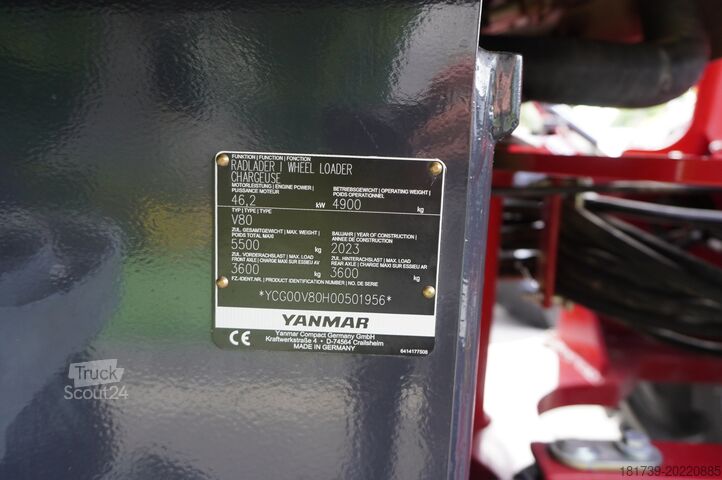 FUNKTION | FUNCTION | FONCTION
RADLADER | WHEEL LOADER
CHARGEUSE
MOTORLEISTUNG | ENGINE POWER |
PUISSANCE MOTEUR
46,2 kW
BETRIEBSGEWICHT | OPERATING WEIGHT |
POIDS OPERATIONNEL
4900 kg
TYP | TYPE | TYPE
V80
ZUL. GESAMTGEWICHT | MAX. WEIGHT |
POIDS TOTAL MAXI
5500 kg
BAUJAHR | YEAR OF CONSTRUCTION |
ANNEE DE CONSTRUCTION
2023
ZUL. VORDERACHSLAST | MAX. LOAD
FRONT AXLE | CHARGE MAXI SUR ESSIEU AV
3600 kg
ZUL. HINTERACHSLAST | MAX. LOAD
REAR AXLE | CHARGE MAXI SUR ESSIEU AR
3600 kg
FZ-IDENT.NR. | PRODUCT IDENTIFICATION NUMBER | NO. DE SERIE
*YCG00V80H00501956*
YANMAR
CE
Yanmar Compact Germany GmbH
Kraftwerkstraße 4 • D-74564 Crailsheim
MADE IN GERMANY
6414177508
Truck
Scout24
181739-20220885